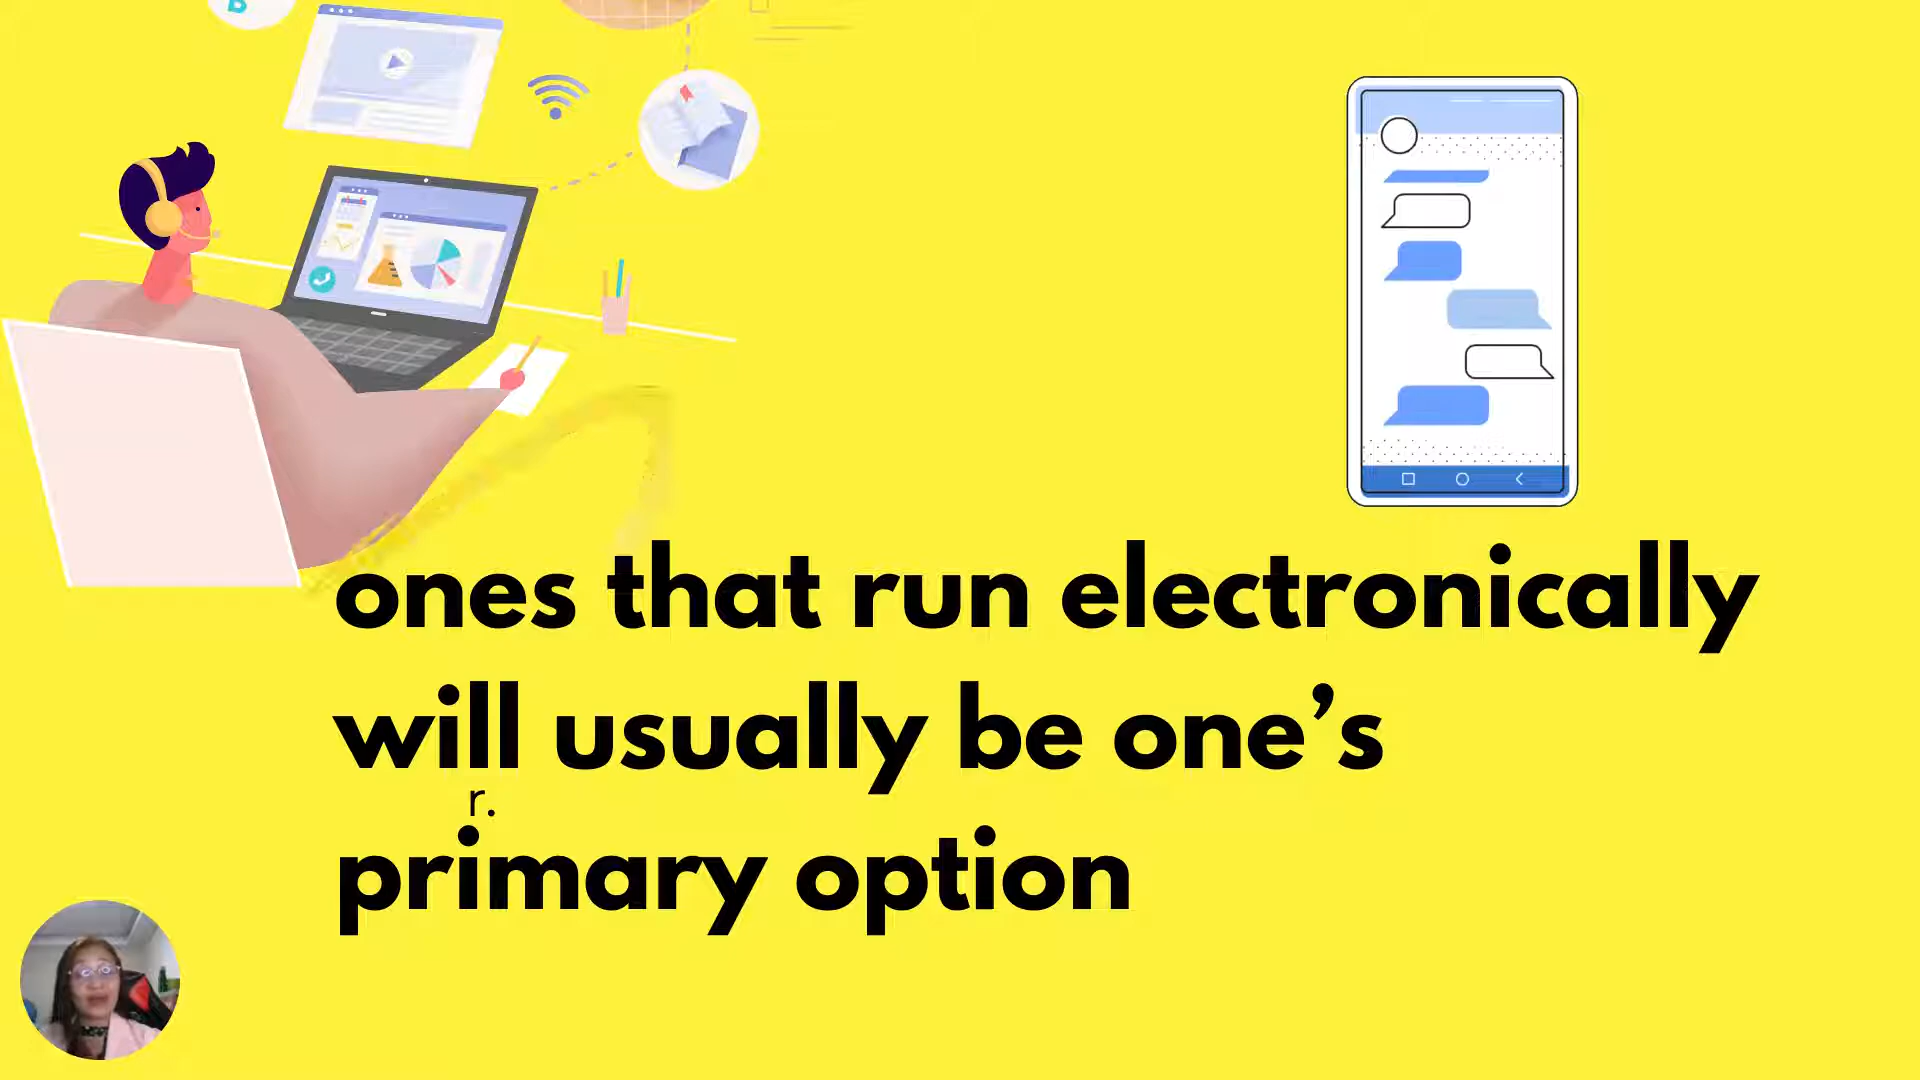 ones that run electronically
will usually be one’s
r.
primary option